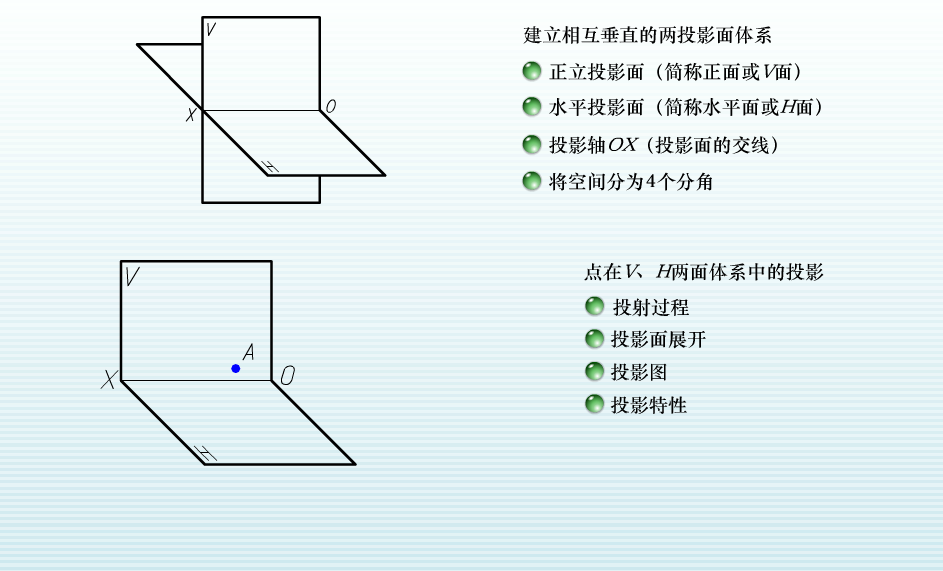 建立相互垂直的两投影面体系
正立投影面（简称正面或V面）
水平投影面（简称水平面或H面）
投影轴OX（投影面的交线）
将空间分为4个分角
V
X
O
H
点在V、H两面体系中的投影
投射过程
投影面展开
投影图
投影特性
V
A
X
O
H